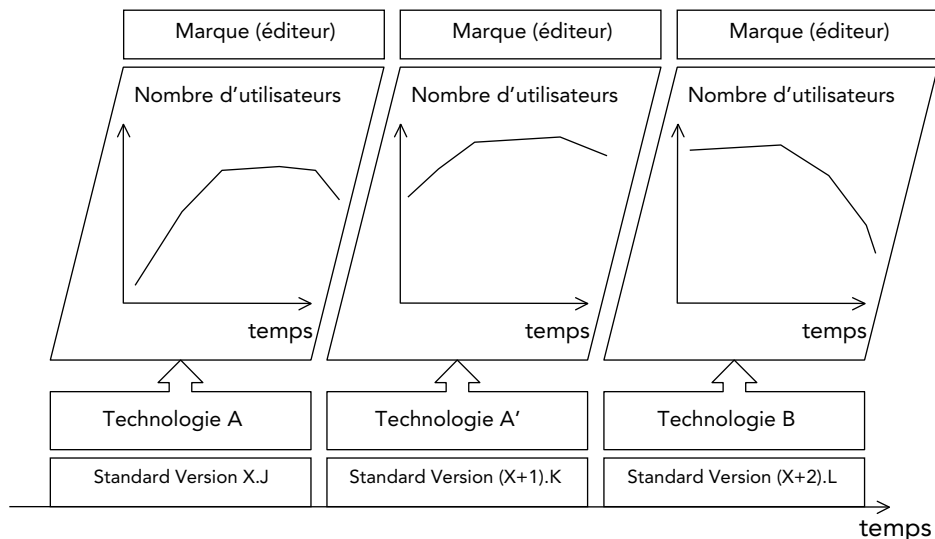 Marque (éditeur)
Marque (éditeur)
Marque (éditeur)
Nombre d’utilisateurs
Nombre d’utilisateurs
Nombre d’utilisateurs
temps
temps
temps
Technologie A
Technologie A’
Technologie B
Standard Version X.J
Standard Version (X+1).K
Standard Version (X+2).L
temps